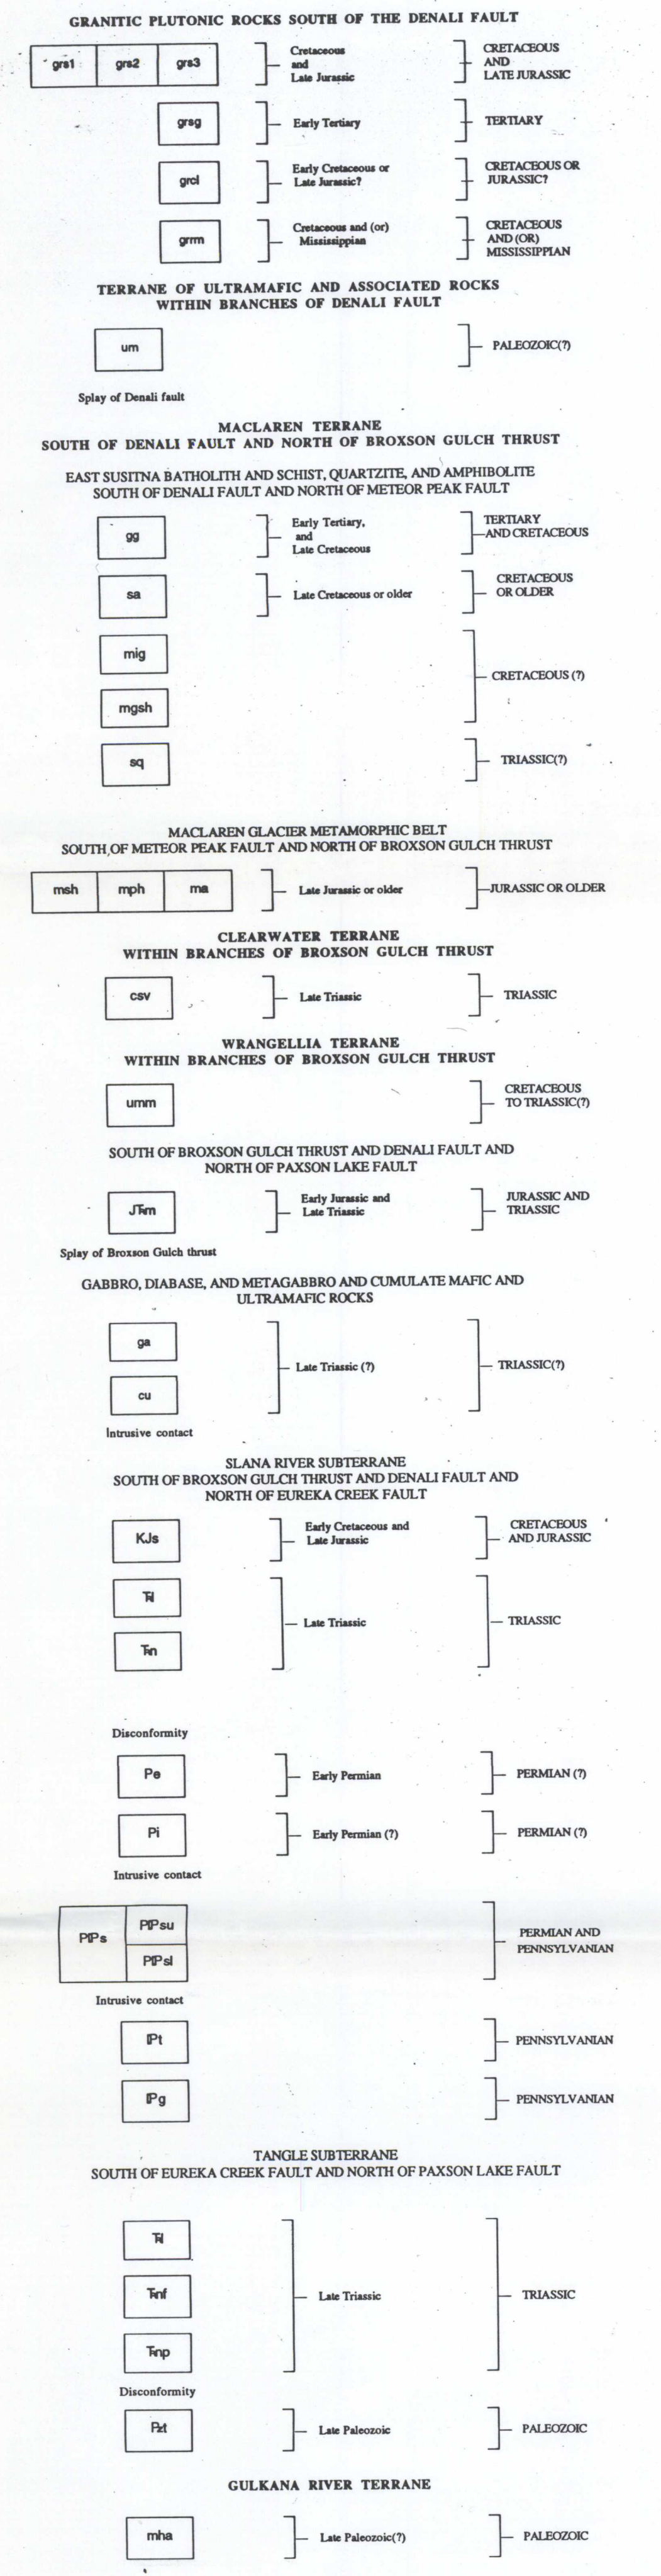 GRANITIC PLUTONIC ROCKS SOUTH OF THE DENALI FAULT
grs1 grs2 grs3
Cretaceous
and
Late Jurassic
CRETACEOUS
AND
LATE JURASSIC
grsg
Early Tertiary
TERTIARY
grcl
Early Cretaceous or
Late Jurassic?
CRETACEOUS OR
JURASSIC?
grrm
Cretaceous and (or)
Mississippian
CRETACEOUS
AND (OR)
MISSISSIPPIAN
TERRANE OF ULTRAMAFIC AND ASSOCIATED ROCKS
WITHIN BRANCHES OF DENALI FAULT
um
PALEOZOIC(?)
Splay of Denali fault
MACLAREN TERRANE
SOUTH OF DENALI FAULT AND NORTH OF BROXSON GULCH THRUST
EAST SUSITNA BATHOLITH AND SCHIST, QUARTZITE, AND AMPHIBOLITE
SOUTH OF DENALI FAULT AND NORTH OF METEOR PEAK FAULT
gg
Early Tertiary,
and
Late Cretaceous
TERTIARY
AND CRETACEOUS
sa
Late Cretaceous or older
CRETACEOUS
OR OLDER
mig
mgsh
CRETACEOUS (?)
sq
TRIASSIC(?)
MACLAREN GLACIER METAMORPHIC BELT
SOUTH OF METEOR PEAK FAULT AND NORTH OF BROXSON GULCH THRUST
msh mph ma
Late Jurassic or older
JURASSIC OR OLDER
CLEARWATER TERRANE
WITHIN BRANCHES OF BROXSON GULCH THRUST
csv
Late Triassic
TRIASSIC
WRANGELLIA TERRANE
WITHIN BRANCHES OF BROXSON GULCH THRUST
umm
CRETACEOUS
TO TRIASSIC(?)
SOUTH OF BROXSON GULCH THRUST AND DENALI FAULT AND
NORTH OF PAXSON LAKE FAULT
JTrm
Early Jurassic and
Late Triassic
JURASSIC AND
TRIASSIC
Splay of Broxson Gulch thrust
GABBRO, DIABASE, AND METAGABBRO AND CUMULATE MAFIC AND
ULTRAMAFIC ROCKS
ga
cu
Late Triassic (?)
TRIASSIC(?)
Intrusive contact
SLANA RIVER SUBTERRANE
SOUTH OF BROXSON GULCH THRUST AND DENALI FAULT AND
NORTH OF EUREKA CREEK FAULT
KJs
Early Cretaceous and
Late Jurassic
CRETACEOUS
AND JURASSIC
Trl
Trn
Late Triassic
TRIASSIC
Disconformity
Pe
Early Permian
PERMIAN (?)
Pi
Early Permian (?)
PERMIAN (?)
Intrusive contact
PIPs
PIPsu
PIPsl
PERMIAN AND
PENNSYLVANIAN
Intrusive contact
IPt
PENNSYLVANIAN
IPg
PENNSYLVANIAN
TANGLE SUBTERRANE
SOUTH OF EUREKA CREEK FAULT AND NORTH OF PAXSON LAKE FAULT
Trl
Trnf
Trnp
Late Triassic
TRIASSIC
Disconformity
Pzt
Late Paleozoic
PALEOZOIC
GULKANA RIVER TERRANE
mha
Late Paleozoic(?)
PALEOZOIC